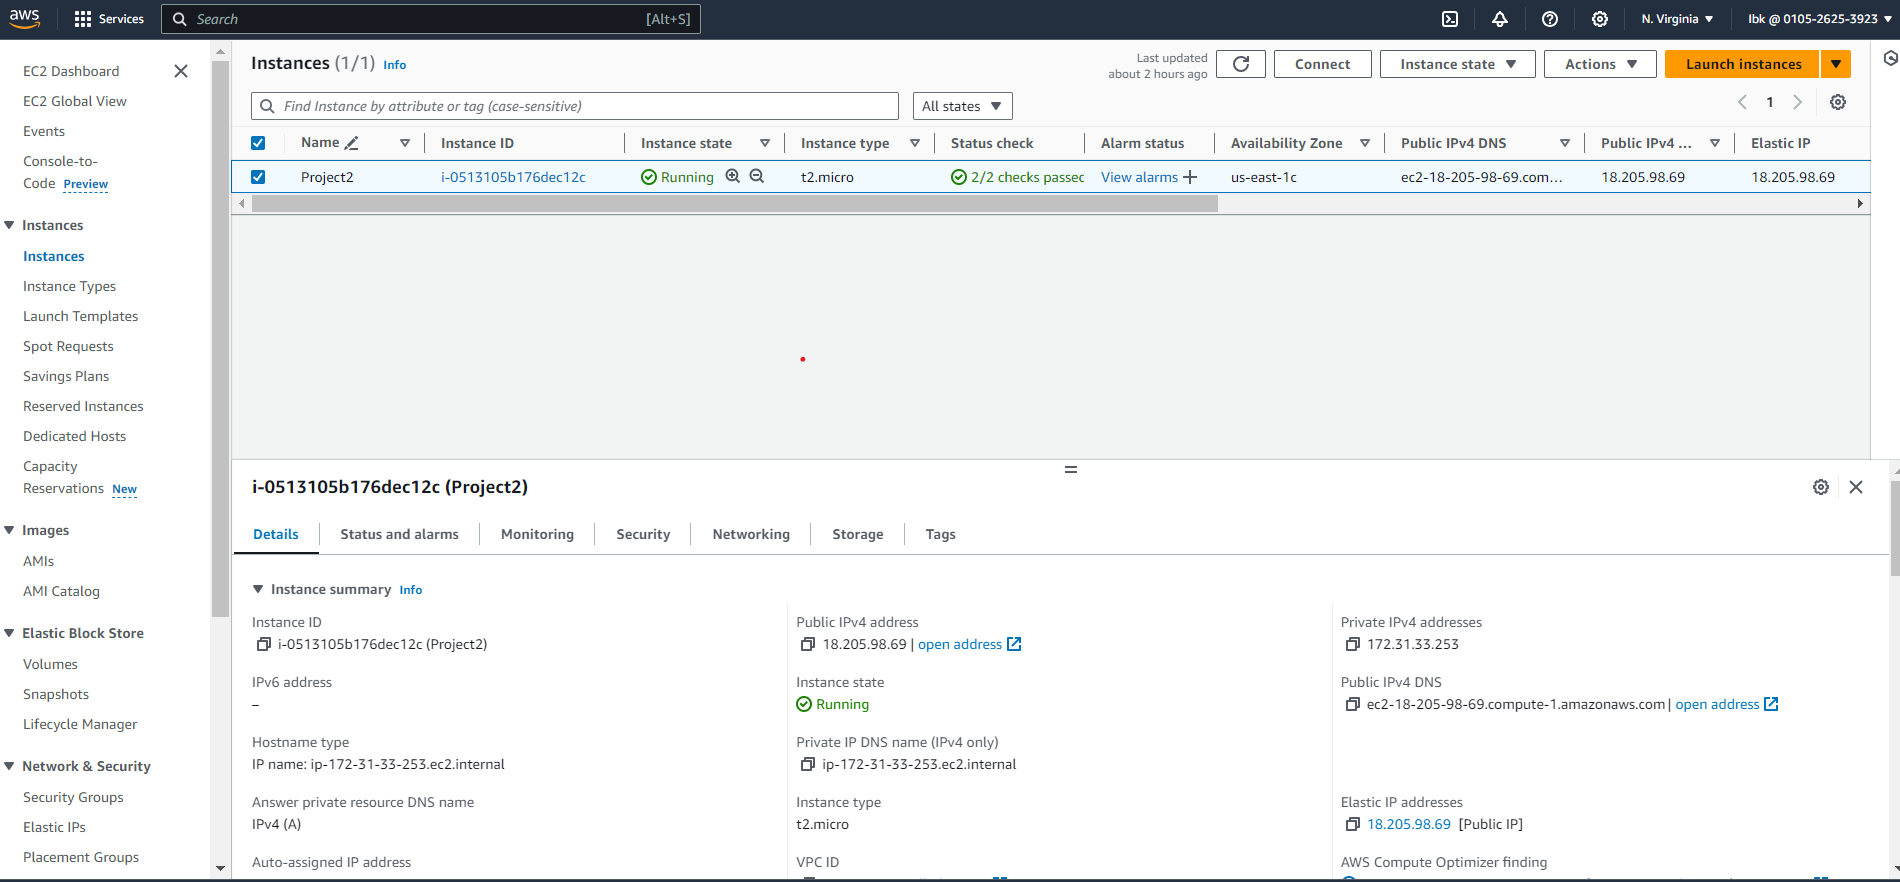 aws
Services
Search
[Alt+S]
N. Virginia
Ibk @ 0105-2625-3923
EC2 Dashboard
EC2 Global View
Events
Console-to-
Code Preview
Instances
Instances
Instance Types
Launch Templates
Spot Requests
Savings Plans
Reserved Instances
Dedicated Hosts
Capacity
Reservations New
Images
AMIs
AMI Catalog
Elastic Block Store
Volumes
Snapshots
Lifecycle Manager
Network & Security
Security Groups
Elastic IPs
Placement Groups
Instances (1/1) Info
Last updated
about 2 hours ago
Connect
Instance state
Actions
Launch instances
Find Instance by attribute or tag (case-sensitive)
All states
1
Name Instance ID Instance state Instance type Status check Alarm status Availability Zone Public IPv4 DNS Public IPv4 ... Elastic IP
Project2 i-0513105b176dec12c Running t2.micro 2/2 checks passec View alarms us-east-1c ec2-18-205-98-69.com... 18.205.98.69 18.205.98.69
i-0513105b176dec12c (Project2)
Details Status and alarms Monitoring Security Networking Storage Tags
Instance summary Info
Instance ID
i-0513105b176dec12c (Project2)
Public IPv4 address
18.205.98.69 | open address
Private IPv4 addresses
172.31.33.253
IPv6 address
–
Instance state
Running
Public IPv4 DNS
ec2-18-205-98-69.compute-1.amazonaws.com | open address
Hostname type
IP name: ip-172-31-33-253.ec2.internal
Private IP DNS name (IPv4 only)
ip-172-31-33-253.ec2.internal
Answer private resource DNS name
IPv4 (A)
Instance type
t2.micro
Elastic IP addresses
18.205.98.69 [Public IP]
Auto-assigned IP address
VPC ID
AWS Compute Optimizer finding